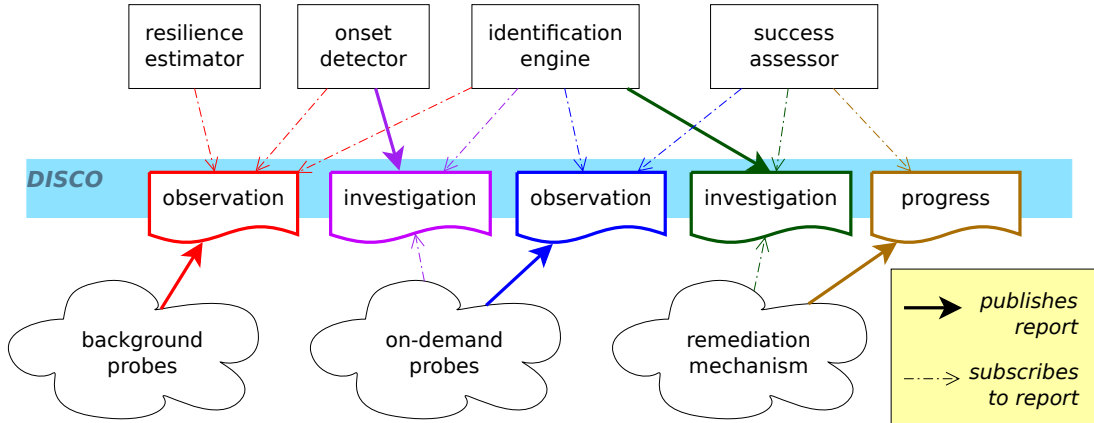 resilience
estimator
onset
detector
identification
engine
success
assessor
DISCO
observation
investigation
observation
investigation
progress
background
probes
on-demand
probes
remediation
mechanism
publishes
report
subscribes
to report